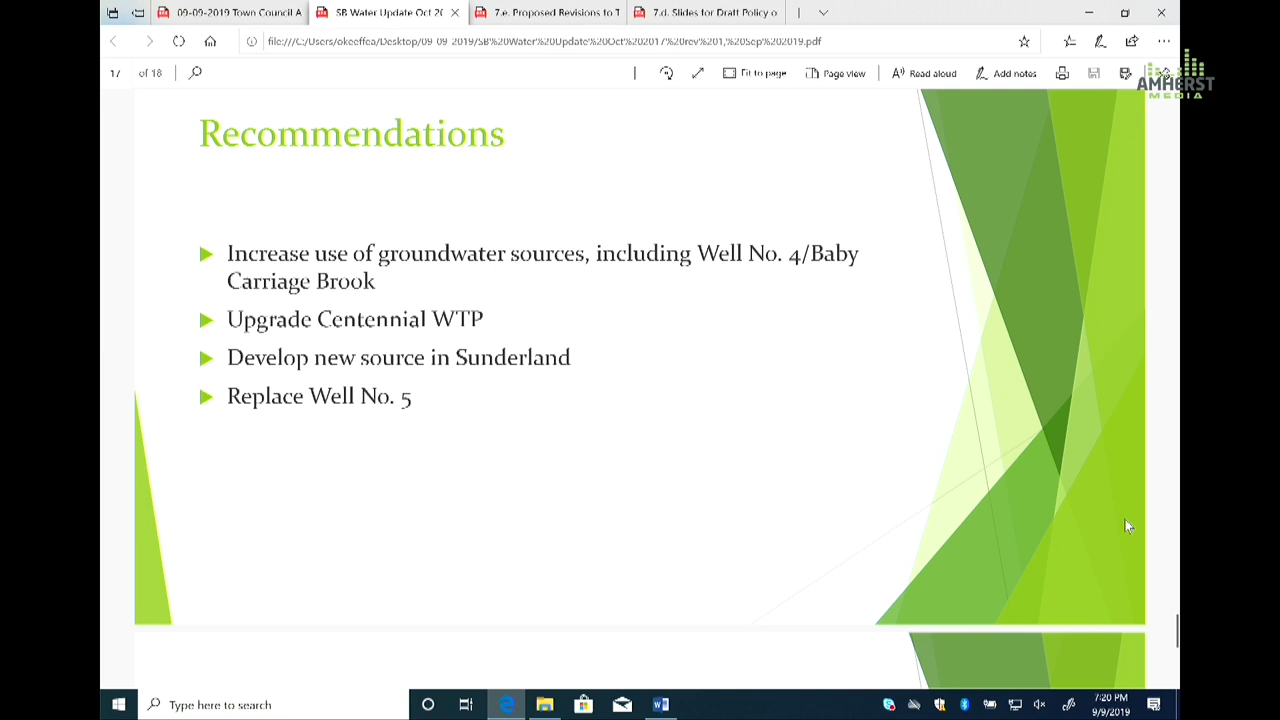 09-09-2019 Town Council A
SB Water Update Oct 20
7.e. Proposed Revisions to T
7.d. Slides for Draft Policy o
file:///C:/Users/okeeffea/Desktop/09-09-2019/SB%20Water%20Update%20Oct%202017%20rev%201,%20Sep%202019.pdf
17 of 18
Fit to page
Page view
Read aloud
Add notes
AMHERST
MEDIA
Recommendations
Increase use of groundwater sources, including Well No. 4/Baby
Carriage Brook
Upgrade Centennial WTP
Develop new source in Sunderland
Replace Well No. 5
Type here to search
7:20 PM
9/9/2019